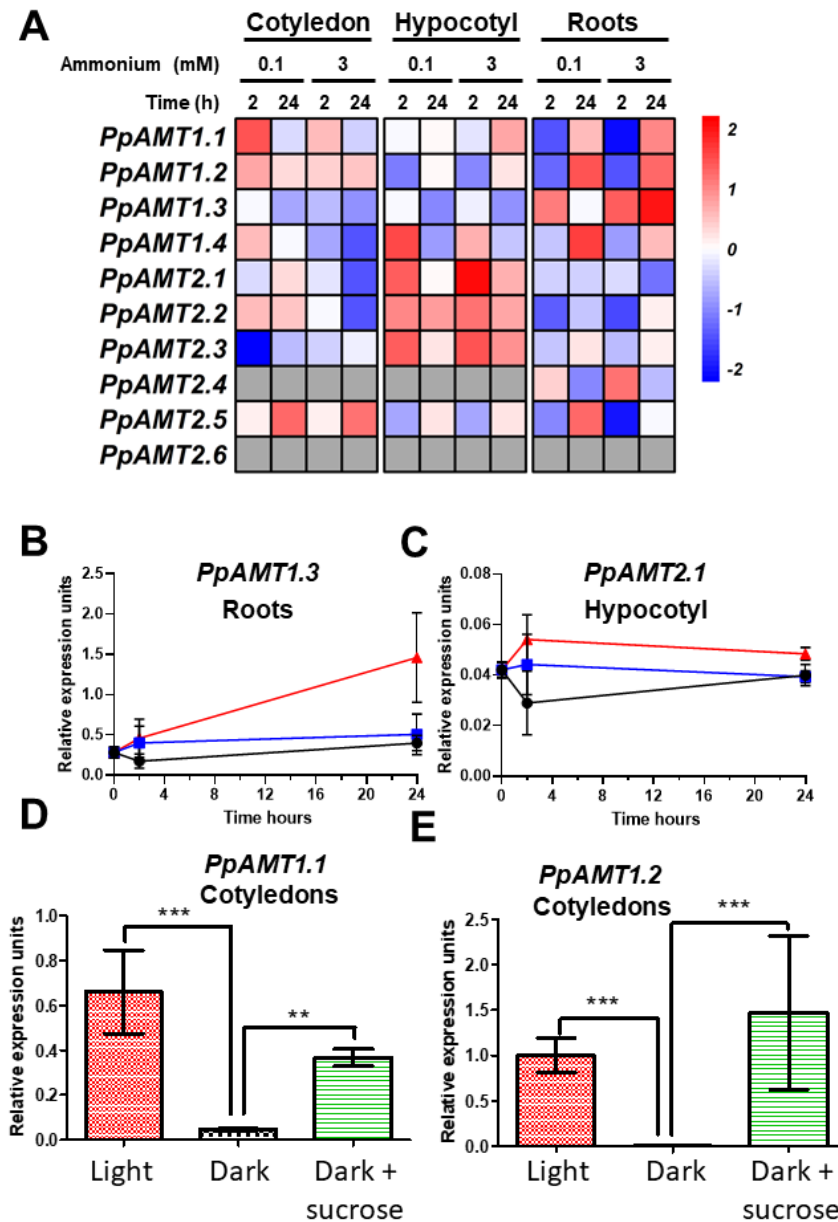 A
Cotyledon Hypocotyl Roots
Ammonium (mM) 0.1 3 0.1 3 0.1 3
Time (h) 2 24 2 24 2 24 2 24 2 24 2 24
PpAMT1.1
PpAMT1.2
PpAMT1.3
PpAMT1.4
PpAMT2.1
PpAMT2.2
PpAMT2.3
PpAMT2.4
PpAMT2.5
PpAMT2.6
2
1
0
-1
-2
B
PpAMT1.3
Roots
Relative expression units
2.5
2.0
1.5
1.0
0.5
0.0
0 4 8 12 16 20 24
Time hours
C
PpAMT2.1
Hypocotyl
Relative expression units
0.08
0.06
0.04
0.02
0.00
0 4 8 12 16 20 24
Time hours
D
PpAMT1.1
Cotyledons
Relative expression units
1.0
0.8
0.6
0.4
0.2
0.0
***
**
Light Dark Dark +
sucrose
E
PpAMT1.2
Cotyledons
Relative expression units
2.5
2.0
1.5
1.0
0.5
0.0
***
***
Light Dark Dark +
sucrose